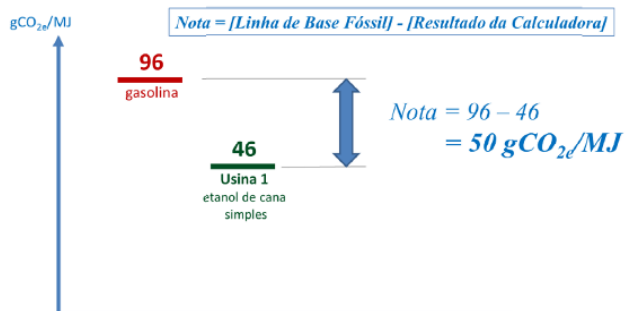 gCO₂ₑ/MJ
Nota = [Linha de Base Fóssil] - [Resultado da Calculadora]
96
gasolina
Nota = 96 – 46
= 50 gCO₂ₑ/MJ
46
Usina 1
etanol de cana
simples